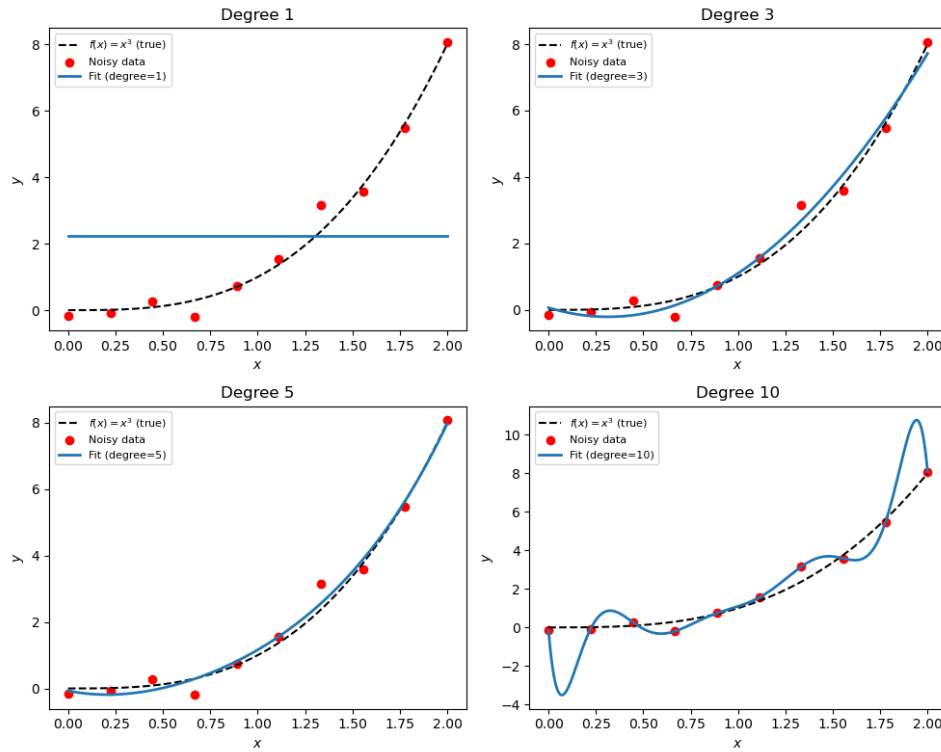 Degree 1
f(x) = x³ (true)
Noisy data
Fit (degree=1)
y
8
6
4
2
0
0.00 0.25 0.50 0.75 1.00 1.25 1.50 1.75 2.00
x
Degree 3
f(x) = x³ (true)
Noisy data
Fit (degree=3)
y
8
6
4
2
0
0.00 0.25 0.50 0.75 1.00 1.25 1.50 1.75 2.00
x
Degree 5
f(x) = x³ (true)
Noisy data
Fit (degree=5)
y
8
6
4
2
0
0.00 0.25 0.50 0.75 1.00 1.25 1.50 1.75 2.00
x
Degree 10
f(x) = x³ (true)
Noisy data
Fit (degree=10)
y
10
8
6
4
2
0
−2
−4
0.00 0.25 0.50 0.75 1.00 1.25 1.50 1.75 2.00
x